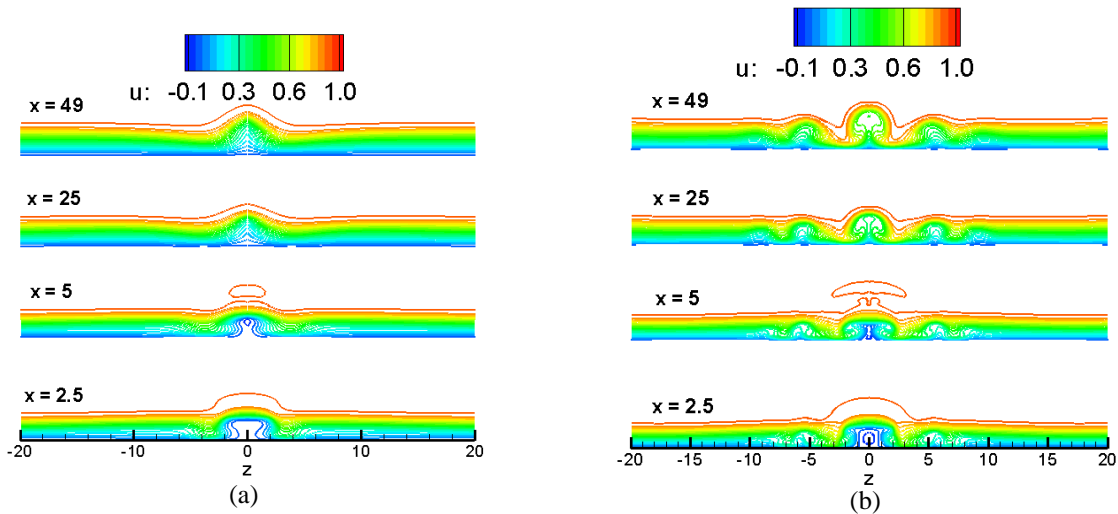 u: -0.1 0.3 0.6 1.0
x = 49
x = 25
x = 5
x = 2.5
-20 -10 0 10 20
z
(a)
u: -0.1 0.3 0.6 1.0
x = 49
x = 25
x = 5
x = 2.5
-20 -15 -10 -5 0 5 10 15 20
z
(b)